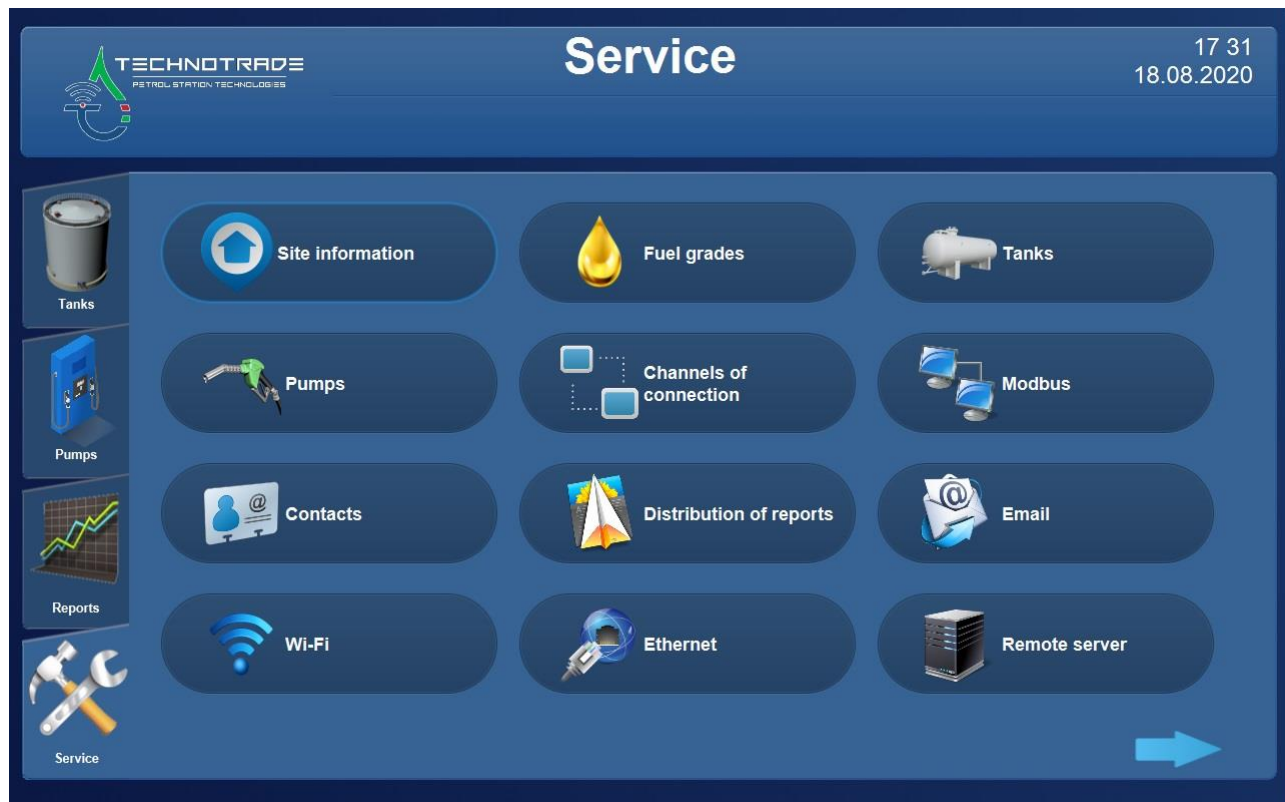 TECHNOTRADE
PETROL STATION TECHNOLOGIES
Service
17 31
18.08.2020
Tanks
Pumps
Reports
Service
Site information
Fuel grades
Tanks
Pumps
Channels of
connection
Modbus
Contacts
Distribution of reports
Email
Wi-Fi
Ethernet
Remote server